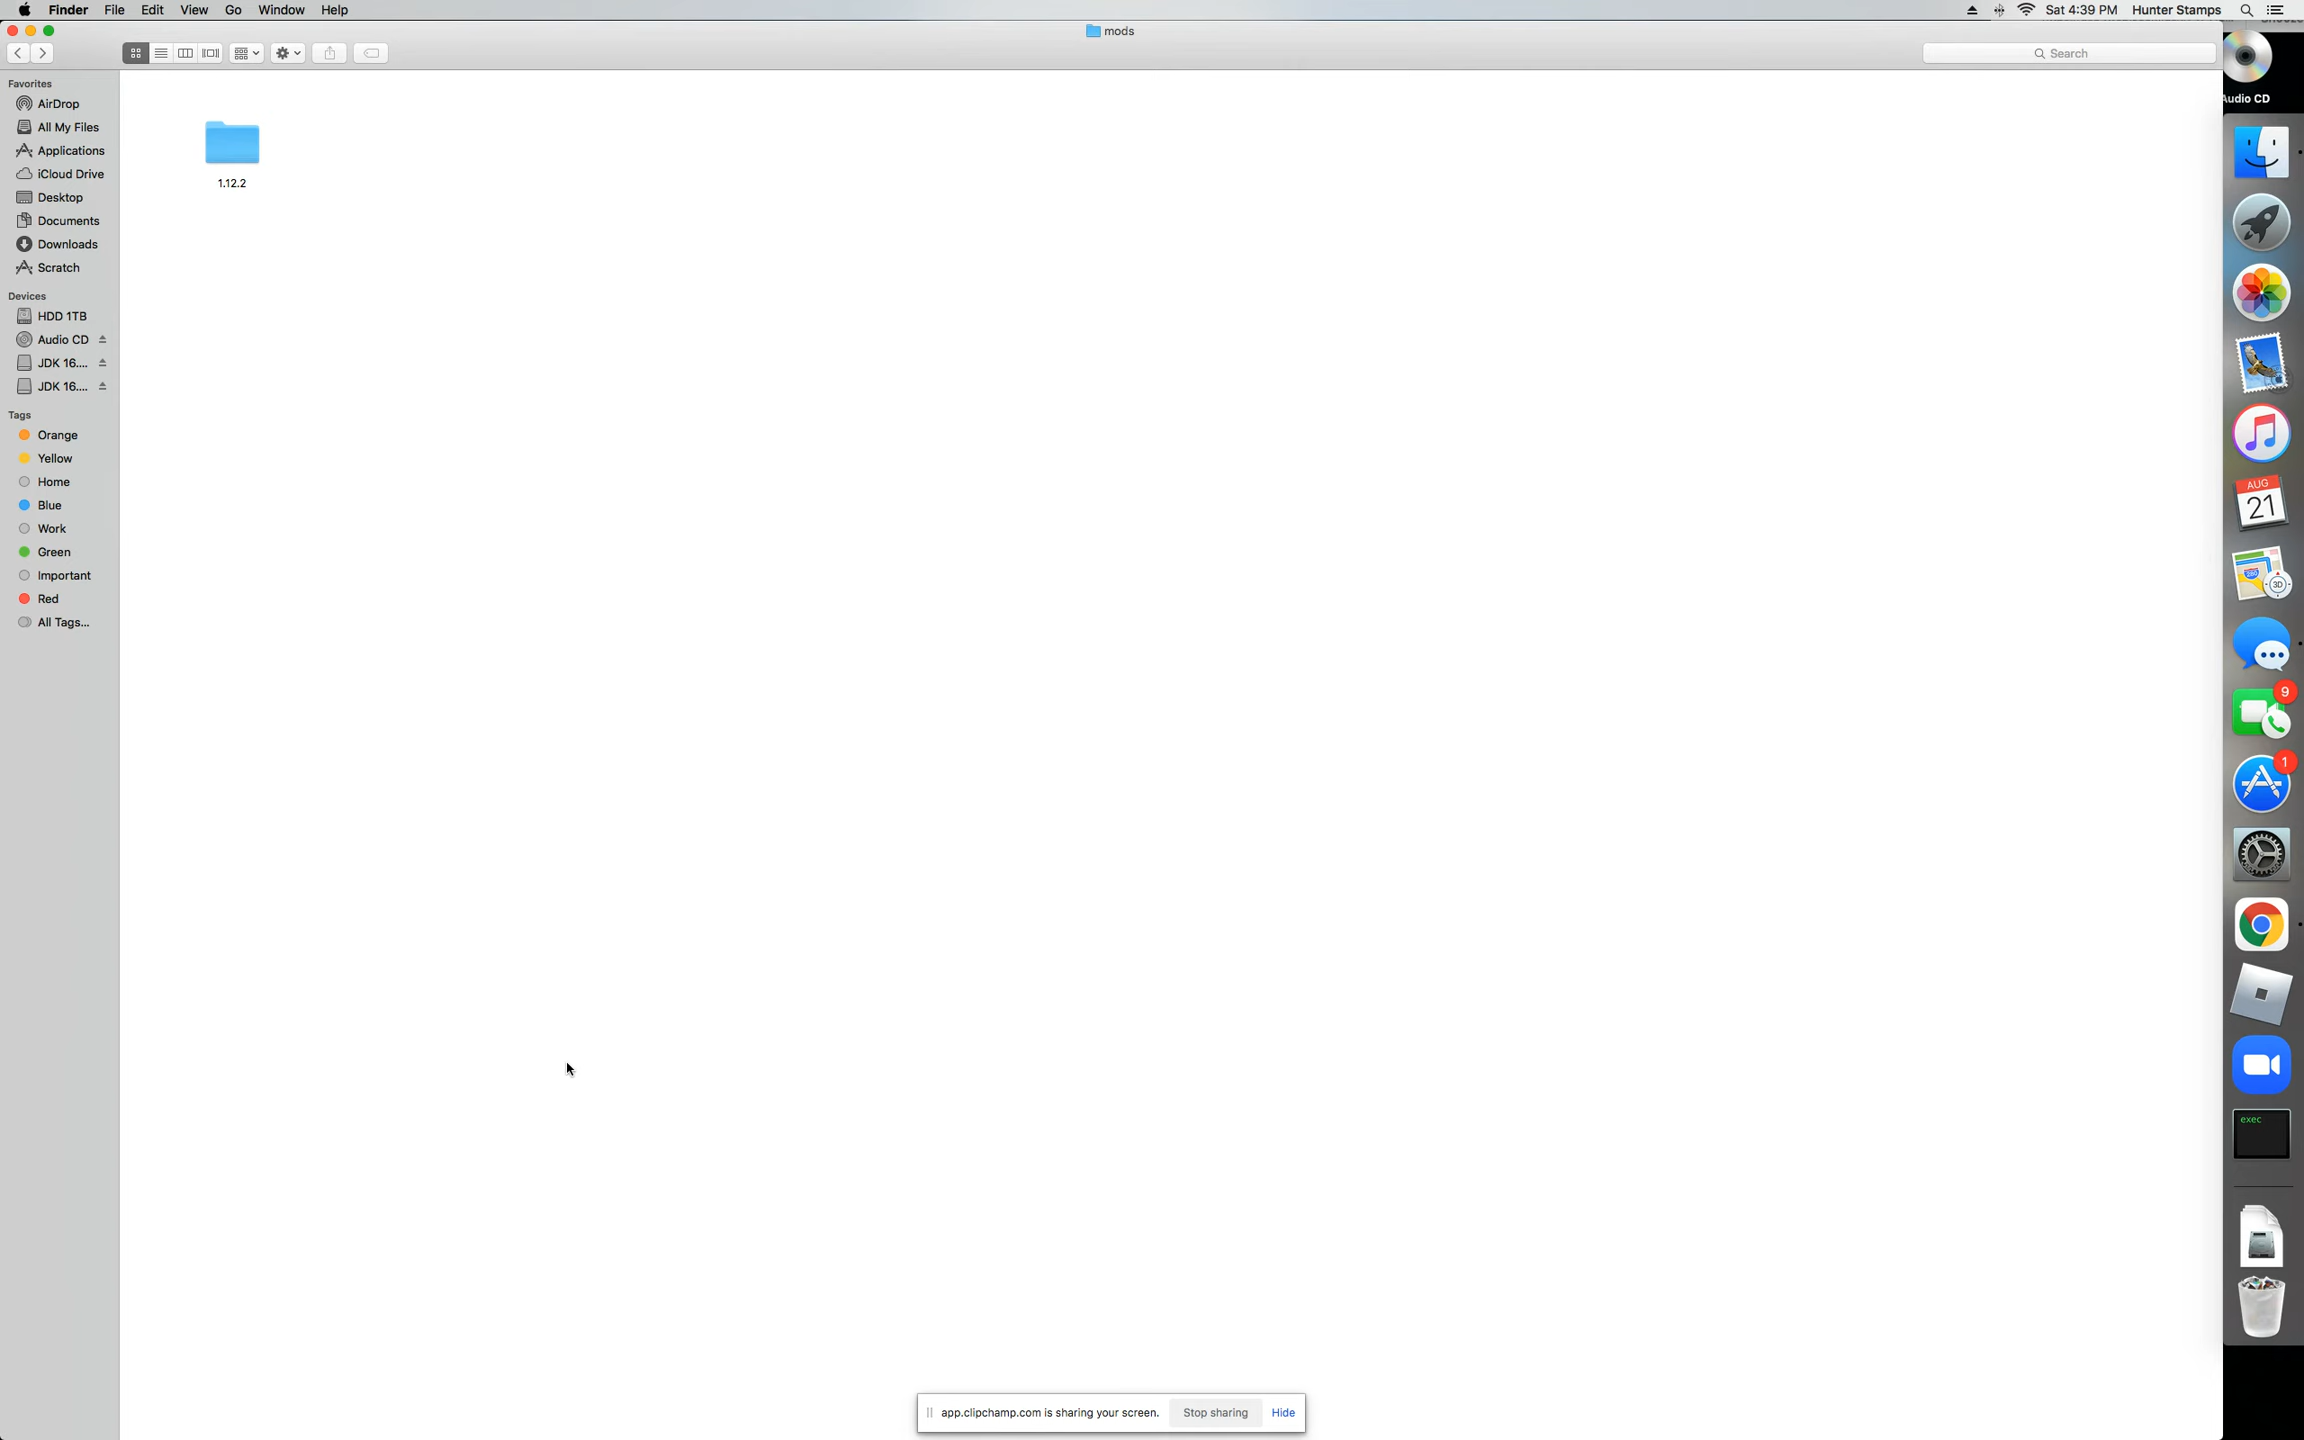 Finder File Edit View Go Window Help
Sat 4:39 PM Hunter Stamps
mods
Search
Audio CD
Favorites
AirDrop
All My Files
Applications
iCloud Drive
Desktop
Documents
Downloads
Scratch
Devices
HDD 1TB
Audio CD
JDK 16....
JDK 16....
Tags
Orange
Yellow
Home
Blue
Work
Green
Important
Red
All Tags...
1.12.2
AUG
21
280
3D
9
1
exec
app.clipchamp.com is sharing your screen. Stop sharing Hide